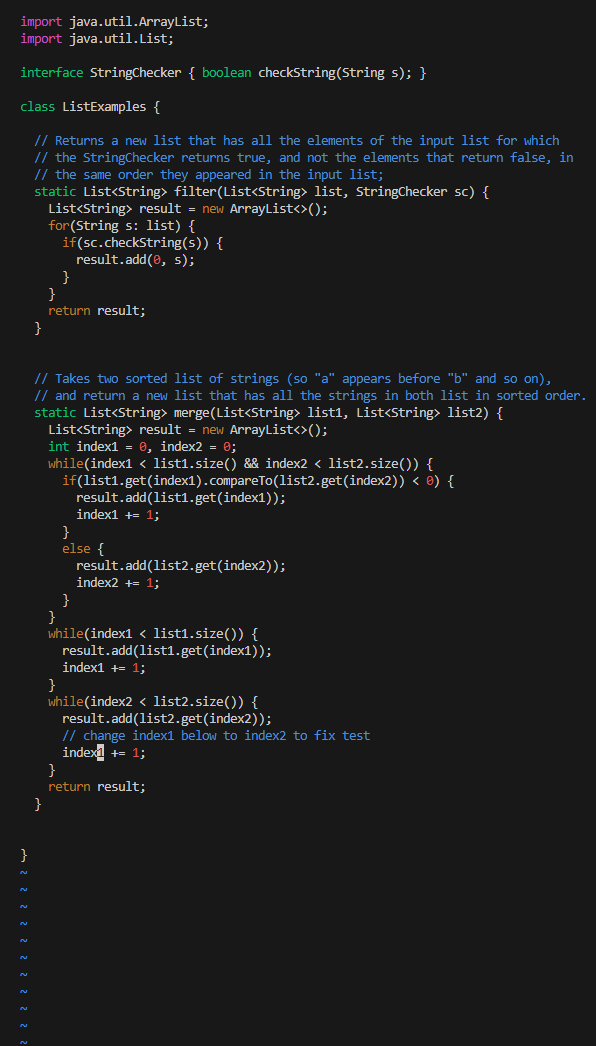 import java.util.ArrayList;
import java.util.List;

interface StringChecker { boolean checkString(String s); }

class ListExamples {

  // Returns a new list that has all the elements of the input list for which
  // the StringChecker returns true, and not the elements that return false, in
  // the same order they appeared in the input list;
  static List<String> filter(List<String> list, StringChecker sc) {
    List<String> result = new ArrayList<>();
    for(String s: list) {
      if(sc.checkString(s)) {
        result.add(0, s);
      }
    }
    return result;
  }


  // Takes two sorted list of strings (so "a" appears before "b" and so on),
  // and return a new list that has all the strings in both list in sorted order.
  static List<String> merge(List<String> list1, List<String> list2) {
    List<String> result = new ArrayList<>();
    int index1 = 0, index2 = 0;
    while(index1 < list1.size() && index2 < list2.size()) {
      if(list1.get(index1).compareTo(list2.get(index2)) < 0) {
        result.add(list1.get(index1));
        index1 += 1;
      }
      else {
        result.add(list2.get(index2));
        index2 += 1;
      }
    }
    while(index1 < list1.size()) {
      result.add(list1.get(index1));
      index1 += 1;
    }
    while(index2 < list2.size()) {
      result.add(list2.get(index2));
      // change index1 below to index2 to fix test
      index1 += 1;
    }
    return result;
  }


}
~
~
~
~
~
~
~
~
~
~
~